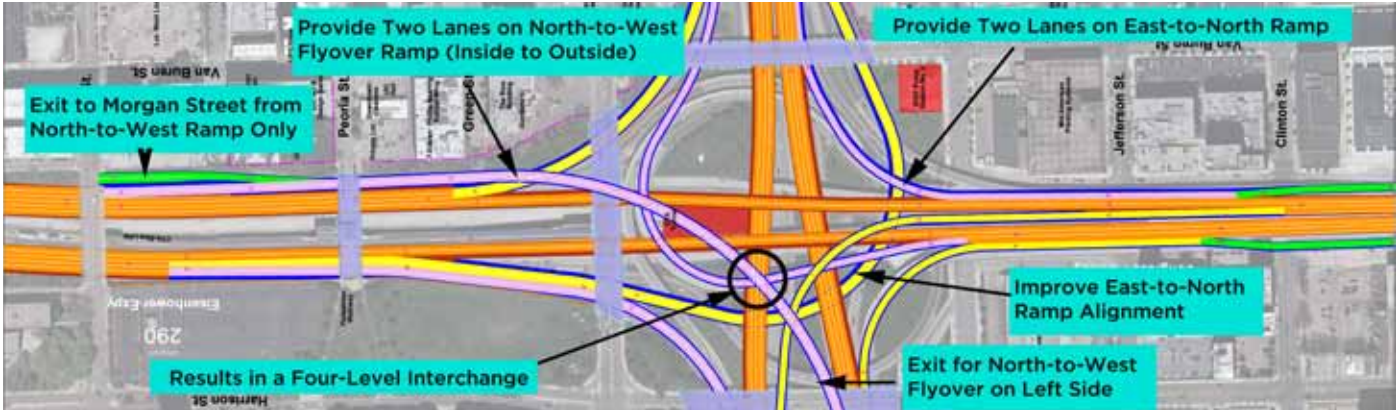 Provide Two Lanes on North-to-West
Flyover Ramp (Inside to Outside)
Provide Two Lanes on East-to-North Ramp
Van Buren St.
Van Buren St.
Exit to Morgan Street from
North-to-West Ramp Only
St.
Peoria St.
Green St.
Jefferson St.
Clinton St.
Improve East-to-North
Ramp Alignment
Eisenhower Expy
290
Results in a Four-Level Interchange
Exit for North-to-West
Flyover on Left Side
Harrison St.